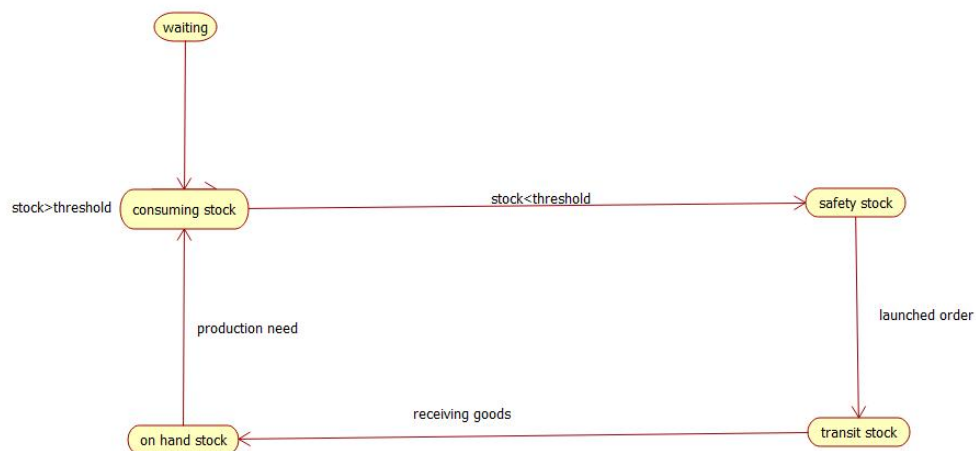 waiting
stock>threshold
consuming stock
stock<threshold
safety stock
production need
launched order
receiving goods
on hand stock
transit stock